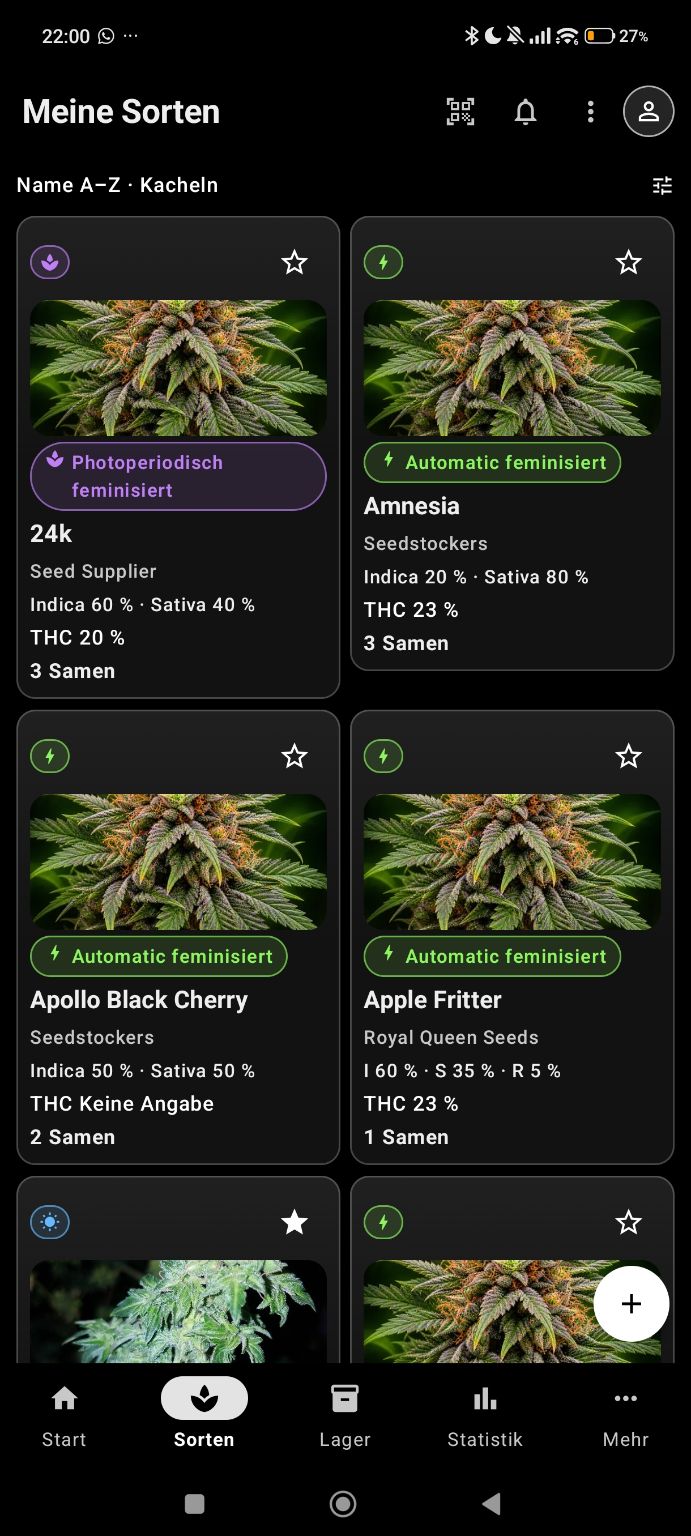 22:00
27%
Meine Sorten
Name A–Z · Kacheln
Photoperiodisch
feminisiert
24k
Seed Supplier
Indica 60 % · Sativa 40 %
THC 20 %
3 Samen
Automatic feminisiert
Amnesia
Seedstockers
Indica 20 % · Sativa 80 %
THC 23 %
3 Samen
Automatic feminisiert
Apollo Black Cherry
Seedstockers
Indica 50 % · Sativa 50 %
THC Keine Angabe
2 Samen
Automatic feminisiert
Apple Fritter
Royal Queen Seeds
I 60 % · S 35 % · R 5 %
THC 23 %
1 Samen
Start
Sorten
Lager
Statistik
Mehr